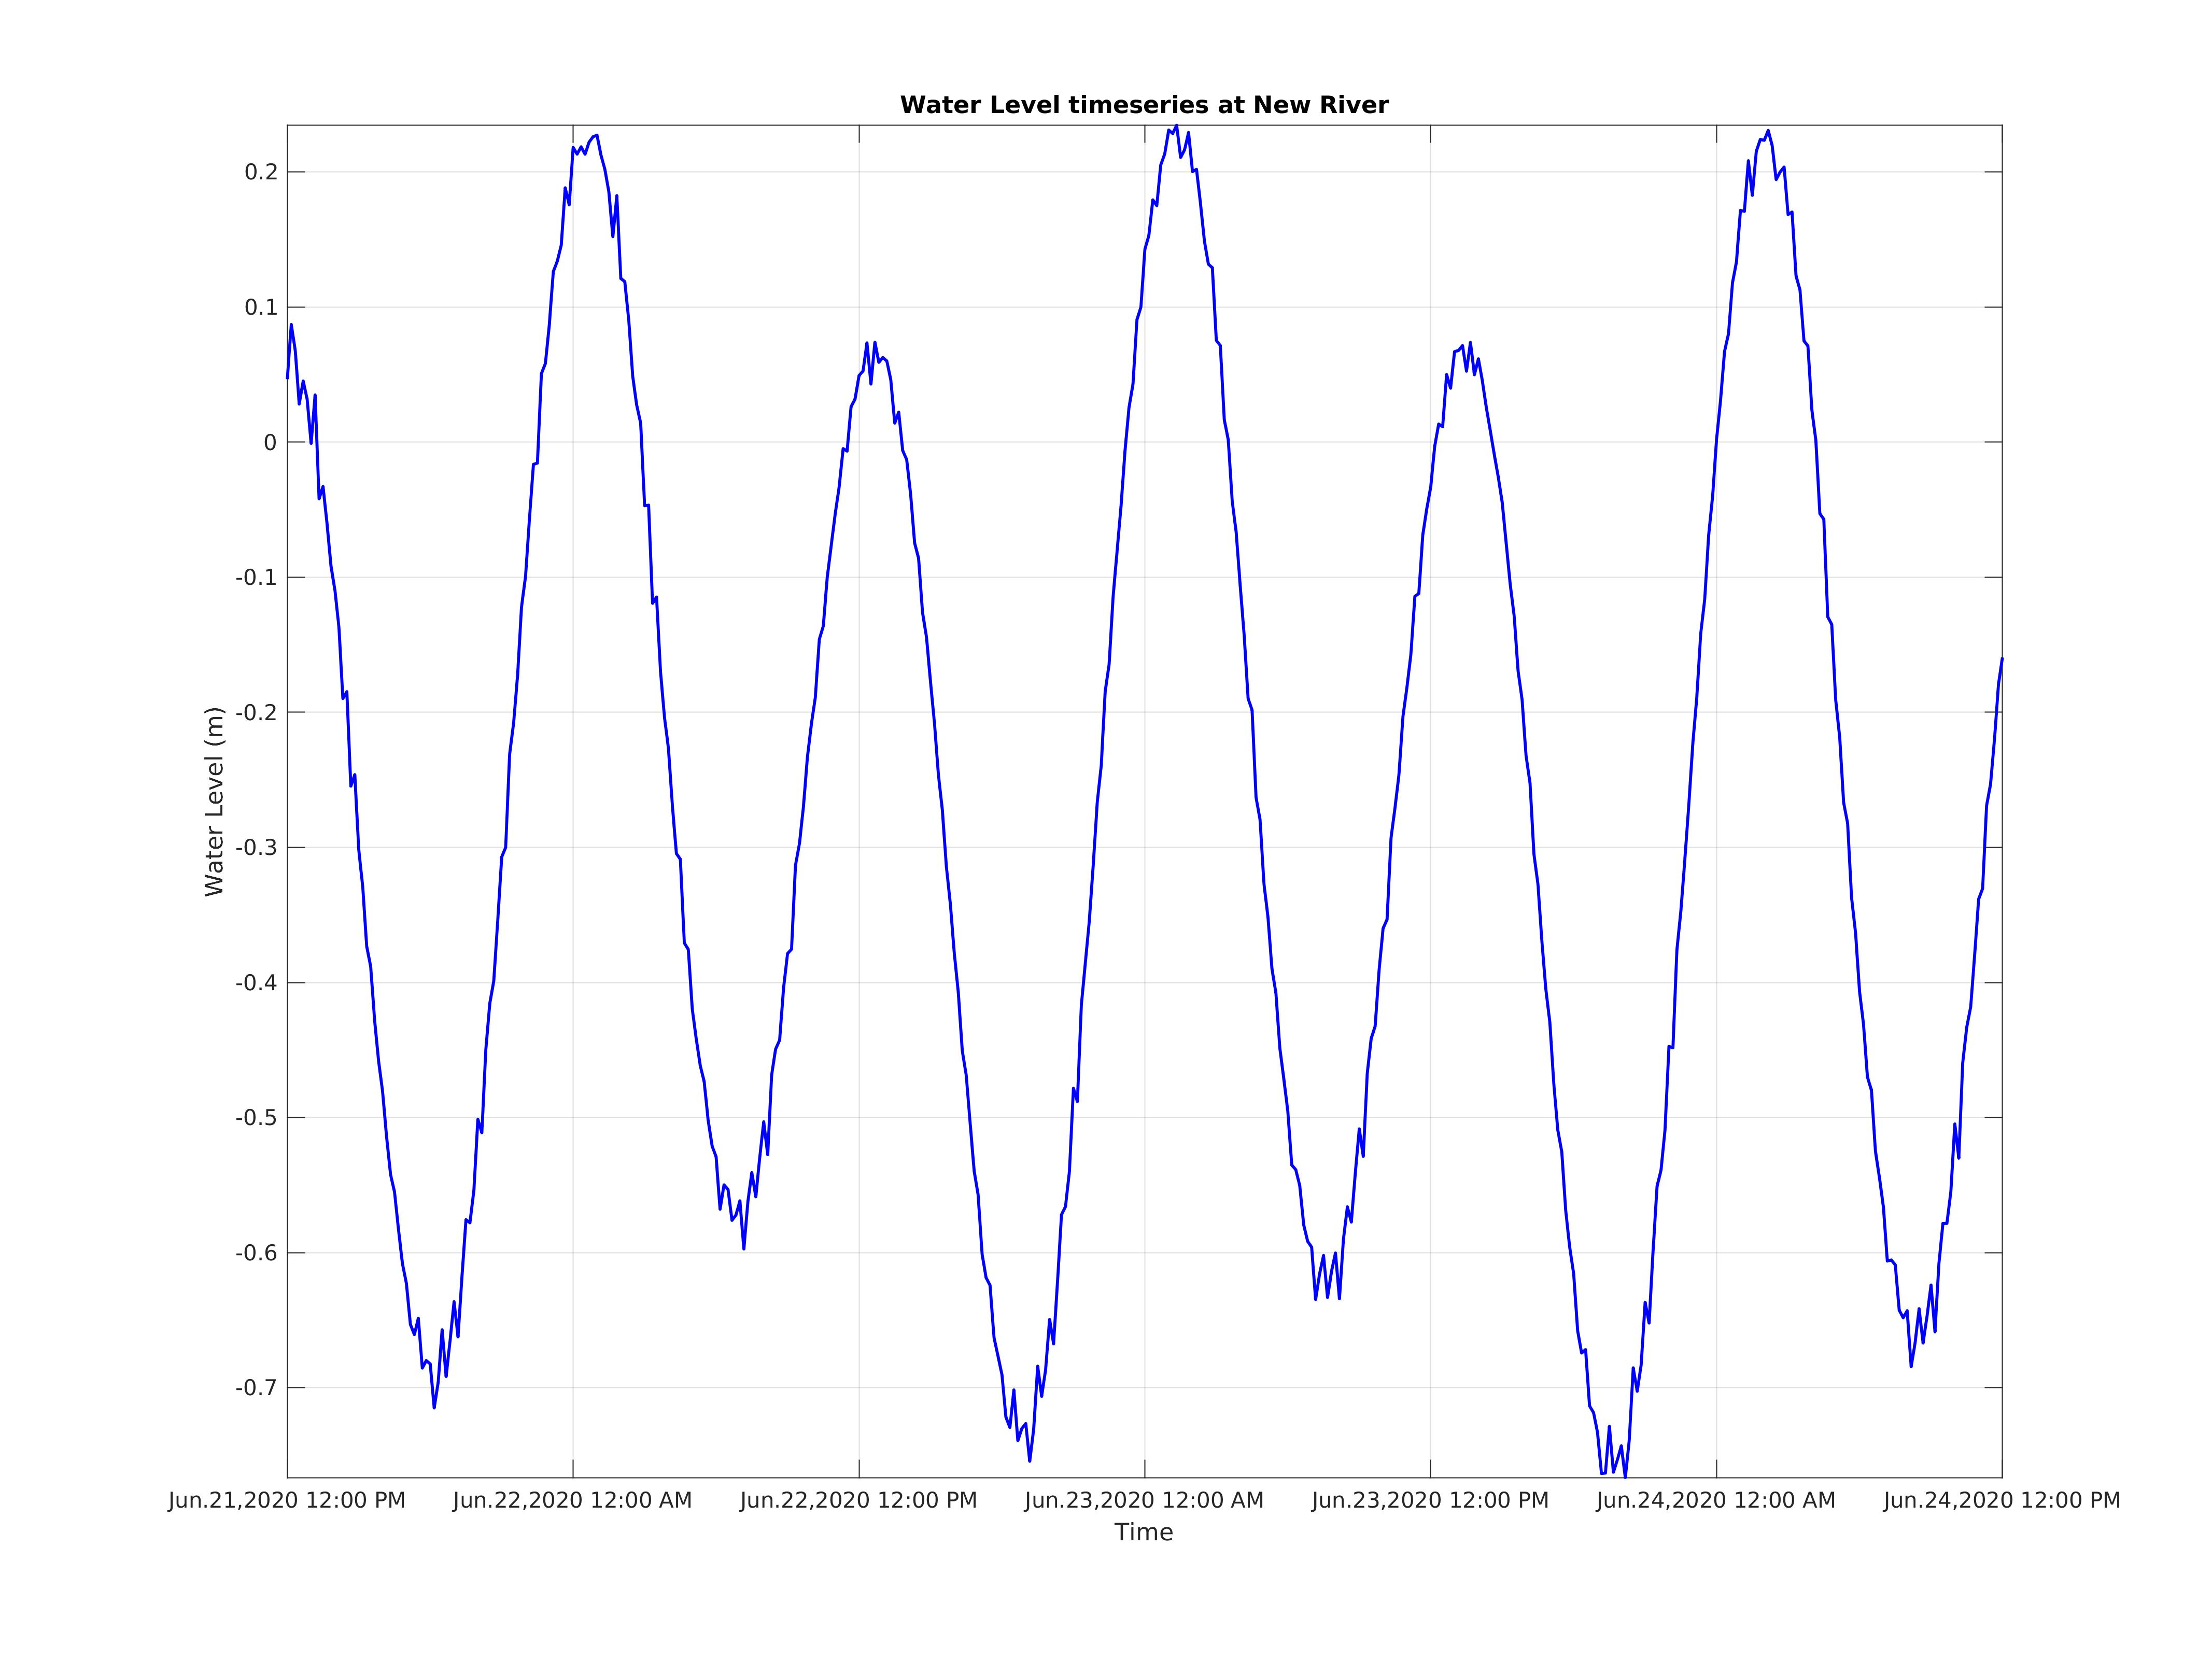 Water Level timeseries at New River
0.2
0.1
0
-0.1
-0.2
-0.3
-0.4
-0.5
-0.6
-0.7
Water Level (m)
Jun.21,2020 12:00 PM
Jun.22,2020 12:00 AM
Jun.22,2020 12:00 PM
Jun.23,2020 12:00 AM
Jun.23,2020 12:00 PM
Jun.24,2020 12:00 AM
Jun.24,2020 12:00 PM
Time